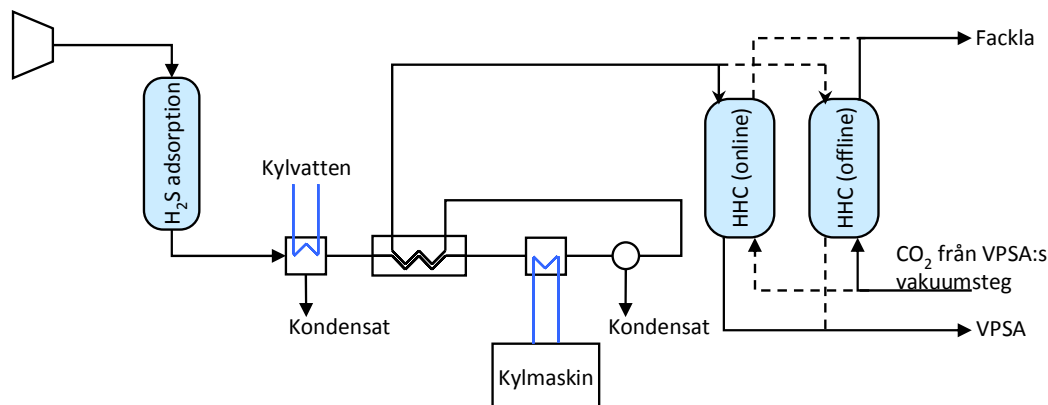 Fackla
H₂S adsorption
HHC (online)
HHC (offline)
Kylvatten
CO₂ från VPSA:s
vakuumsteg
Kondensat
Kondensat
VPSA
Kylmaskin